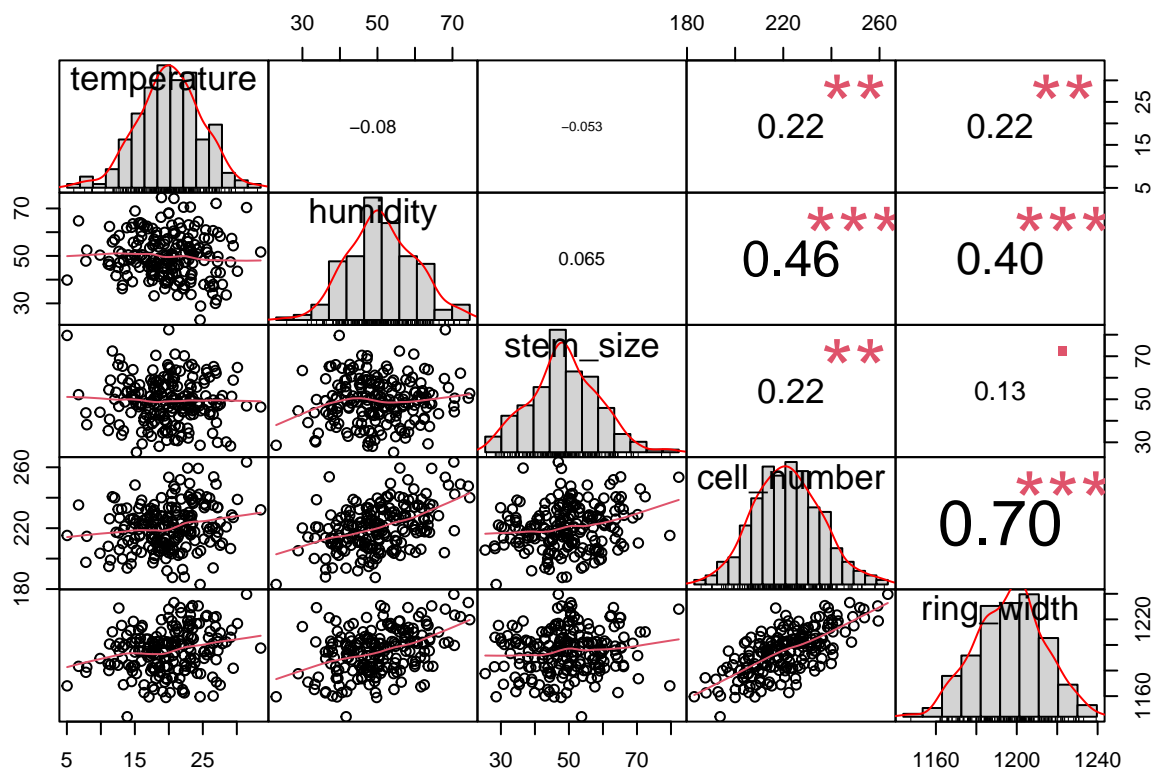 30 50 70 180 220 260
temperature −0.08 −0.053 0.22 ** 0.22 ** 5 15 25
30 50 70 humidity 0.065 0.46 *** 0.40 ***
stem_size 0.22 ** 0.13 30 50 70
180 220 260 cell_number 0.70 ***
ring_width 1160 1220
5 15 25 30 50 70 1160 1200 1240